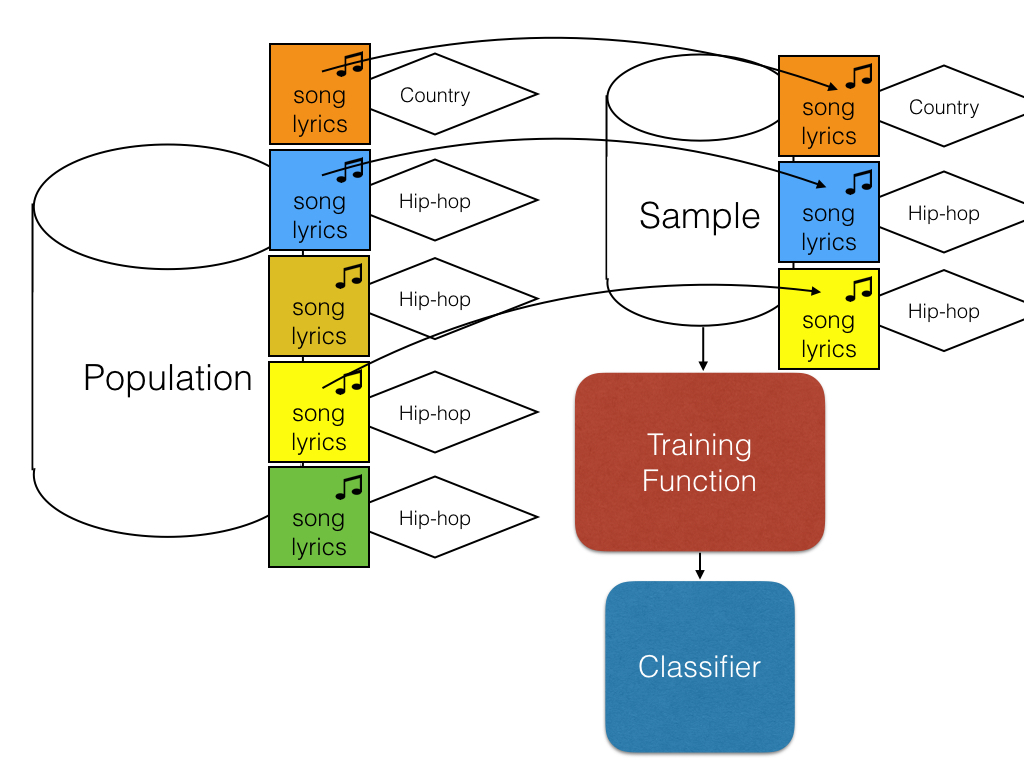 song
lyrics
Country
song
lyrics
Hip-hop
song
lyrics
Hip-hop
Population
song
lyrics
Hip-hop
song
lyrics
Hip-hop
song
lyrics
Country
Sample
song
lyrics
Hip-hop
song
lyrics
Hip-hop
Training
Function
Classifier